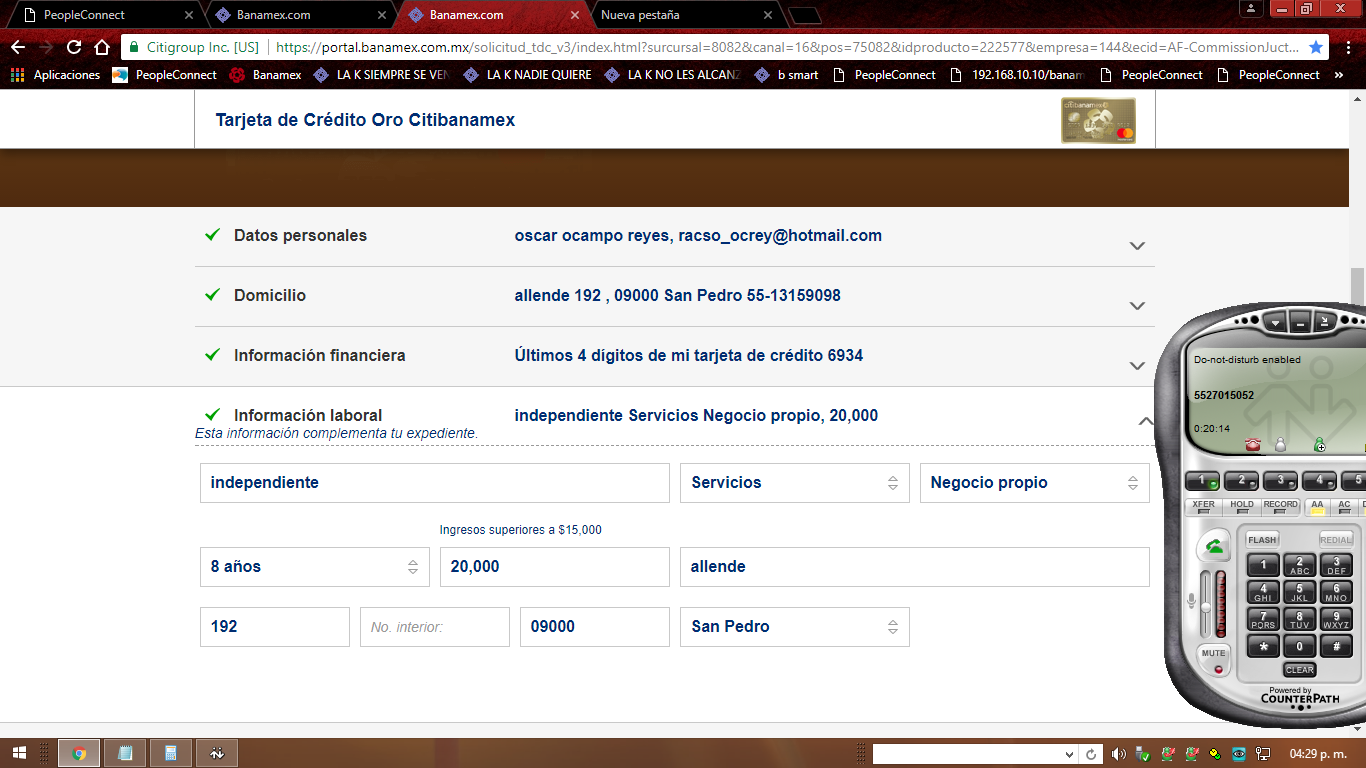 PeopleConnect
Banamex.com
Banamex.com
Nueva pestaña
Citigroup Inc. [US] https://portal.banamex.com.mx/solicitud_tdc_v3/index.html?surcursal=8082&canal=16&pos=75082&idproducto=222577&empresa=144&ecid=AF-CommissionJuct...
Aplicaciones PeopleConnect Banamex LA K SIEMPRE SE VEN LA K NADIE QUIERE LA K NO LES ALCANZ b smart PeopleConnect 192.168.10.10/banam PeopleConnect PeopleConnect »
Tarjeta de Crédito Oro Citibanamex
citibanamex
Datos personales oscar ocampo reyes, racso_ocrey@hotmail.com
Domicilio allende 192 , 09000 San Pedro 55-13159098
Información financiera Últimos 4 dígitos de mi tarjeta de crédito 6934
Información laboral independiente Servicios Negocio propio, 20,000
Esta información complementa tu expediente.
independiente Servicios Negocio propio
Ingresos superiores a $15,000
8 años 20,000 allende
192 No. interior: 09000 San Pedro
Do-not-disturb enabled
5527015052
0:20:14
1 2 3 4 5
XFER HOLD RECORD AA AC
FLASH REDIAL
1 2 ABC 3 DEF
4 GHI 5 JKL 6 MNO
7 PQRS 8 TUV 9 WXYZ
* 0 #
MUTE
CLEAR
Powered by
COUNTERPATH
04:29 p. m.